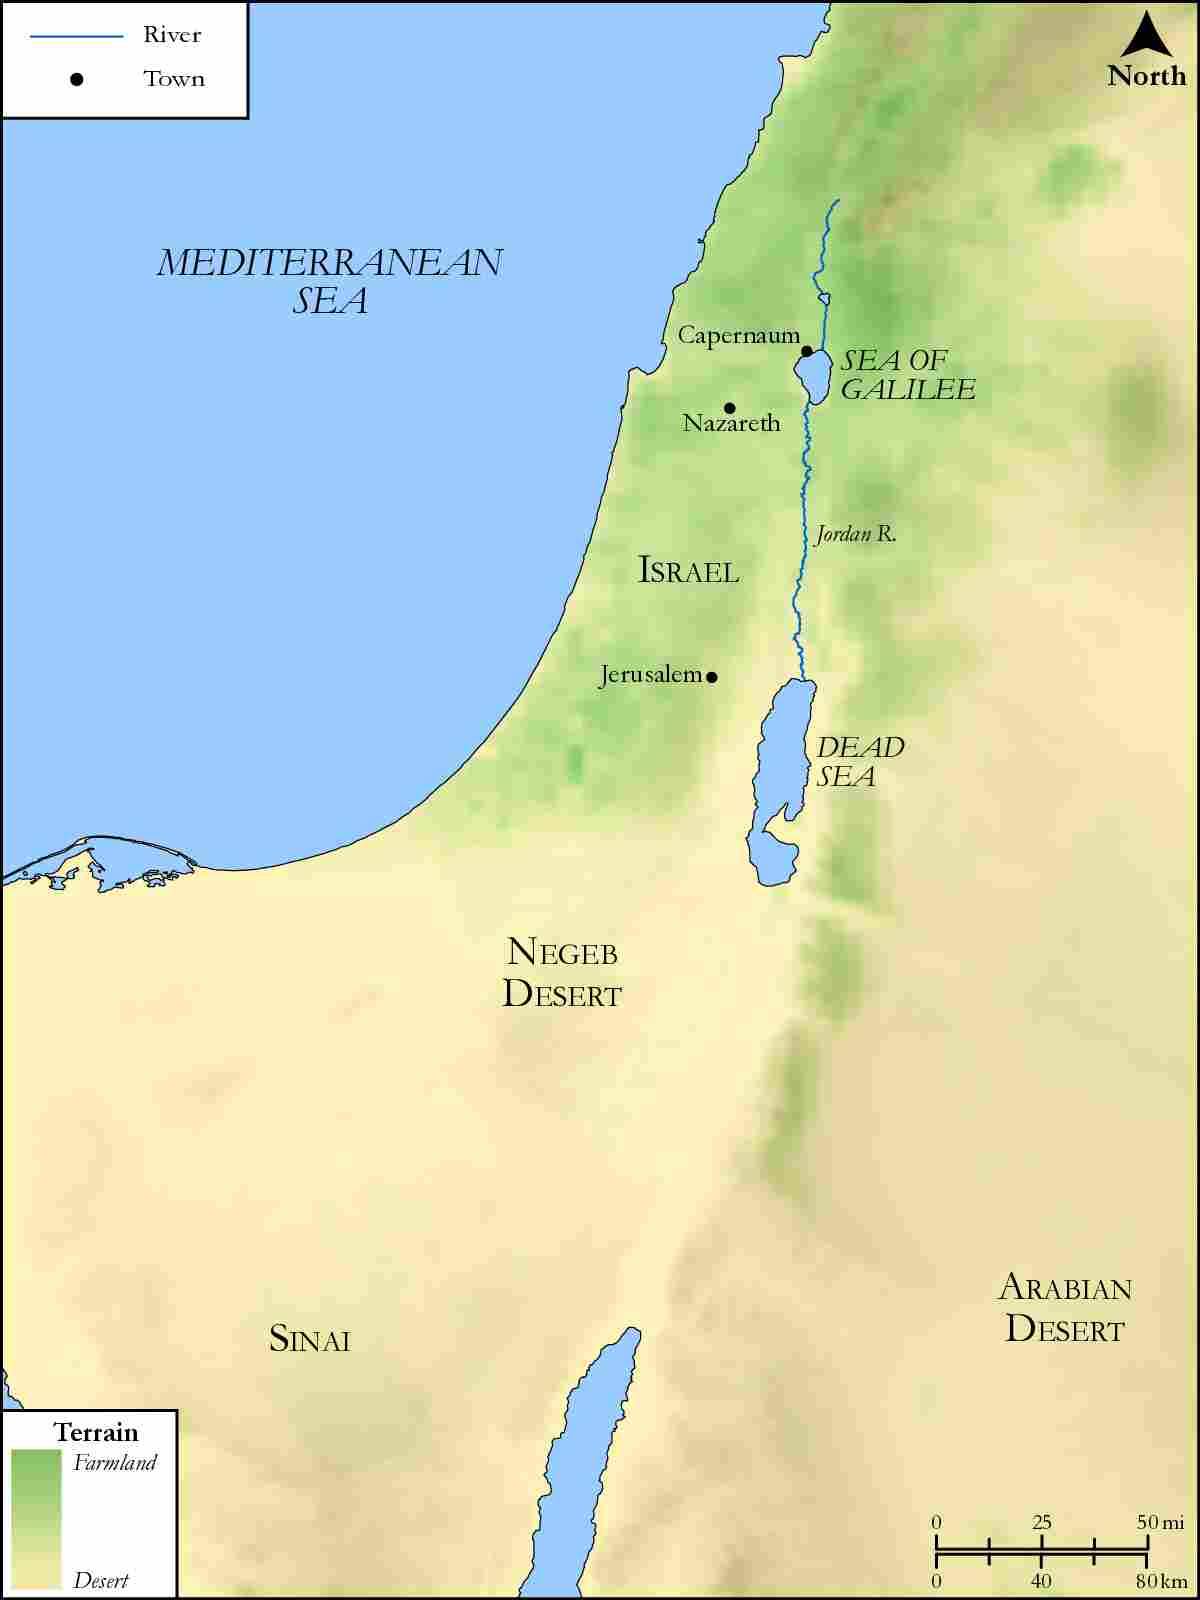 River
Town
North
MEDITERRANEAN
SEA
Capernaum
SEA OF
GALILEE
Nazareth
Jordan R.
ISRAEL
Jerusalem
DEAD
SEA
NEGEB
DESERT
ARABIAN
DESERT
SINAI
Terrain
Farmland
Desert
0 25 50 mi
0 40 80 km